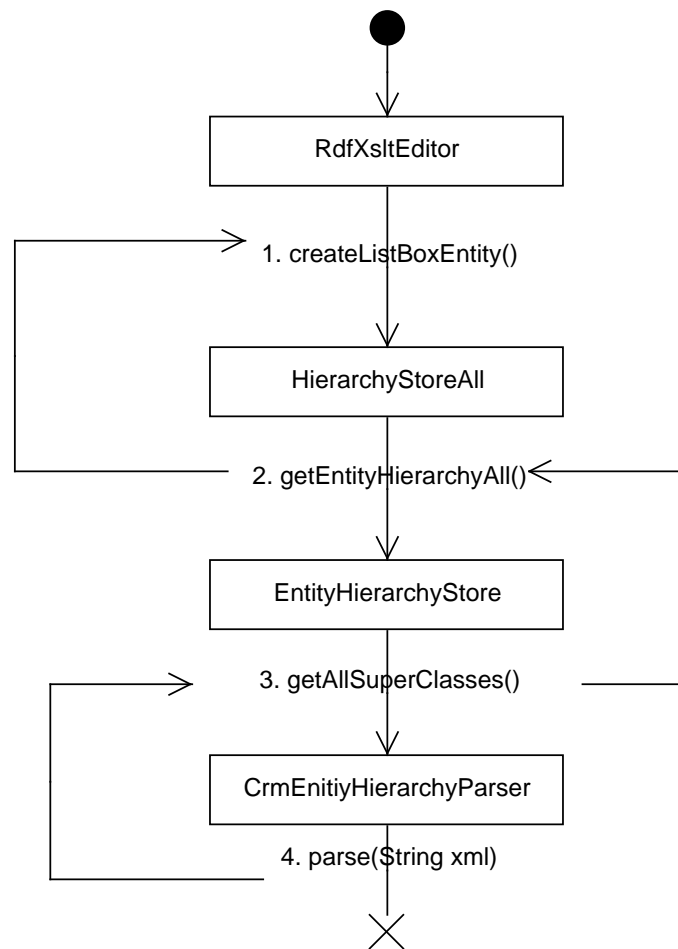 RdfXsltEditor
1. createListBoxEntity()
HierarchyStoreAll
2. getEntityHierarchyAll()
EntityHierarchyStore
3. getAllSuperClasses()
CrmEnitiyHierarchyParser
4. parse(String xml)